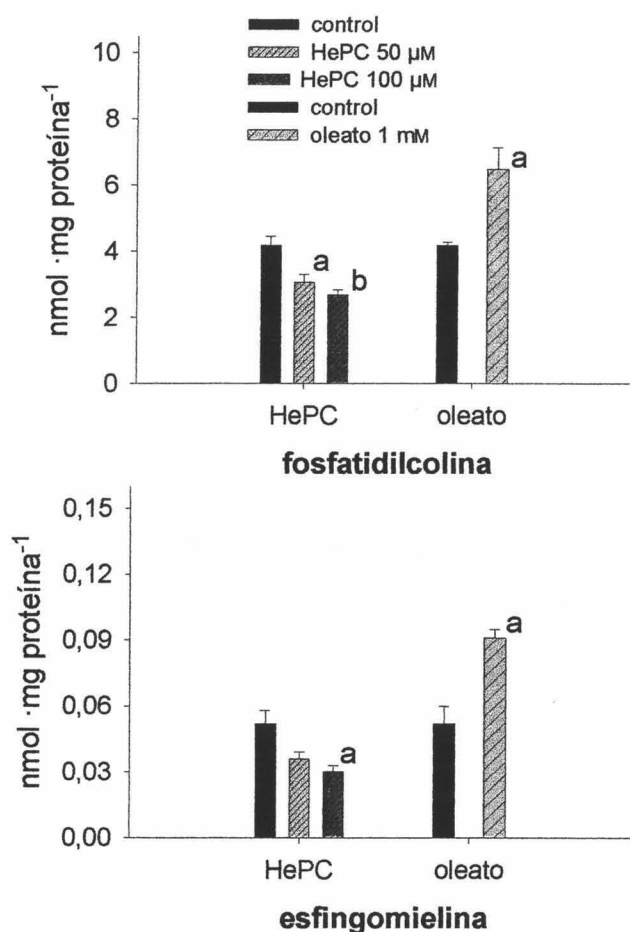 control
HePC 50 μM
HePC 100 μM
control
oleato 1 mM
10
8
6
4
2
0
nmol ·mg proteína⁻¹
a
b
a
HePC oleato
fosfatidilcolina
0,15
0,12
0,09
0,06
0,03
0,00
nmol ·mg proteína⁻¹
a
a
HePC oleato
esfingomielina